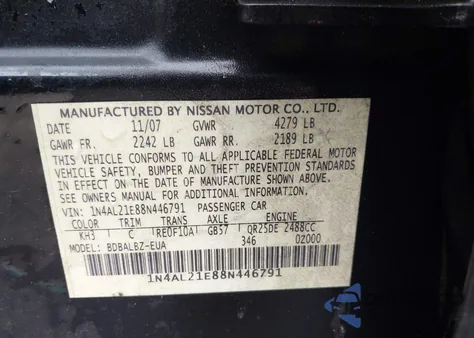 MANUFACTURED BY NISSAN MOTOR CO., LTD.
DATE 11/07 GVWR 4279 LB
GAWR FR. 2242 LB GAWR RR. 2189 LB
THIS VEHICLE CONFORMS TO ALL APPLICABLE FEDERAL MOTOR
VEHICLE SAFETY, BUMPER AND THEFT PREVENTION STANDARDS
IN EFFECT ON THE DATE OF MANUFACTURE SHOWN ABOVE.
SEE OWNERS MANUAL FOR ADDITIONAL INFORMATION.
VIN: 1N4AL21E88N446791 PASSENGER CAR
COLOR TRIM TRANS AXLE ENGINE
KH3 C RE0F10A GB57 QR25DE 2488CC
MODEL: BDBALBZ-EUA 346 0Z000
1N4AL21E88N446791